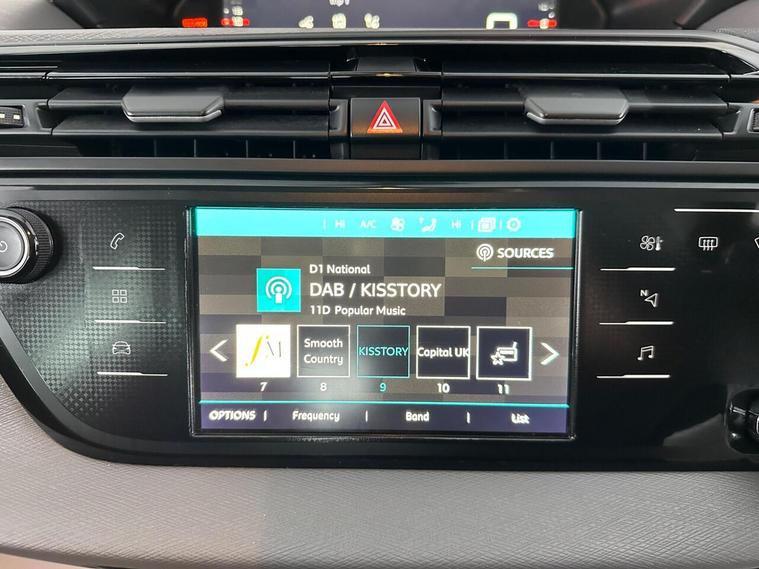 HI A/C HI
SOURCES
D1 National
DAB / KISSTORY
11D Popular Music
fM
Smooth
Country
KISSTORY
Capital UK
7 8 9 10 11
OPTIONS Frequency Band List
N